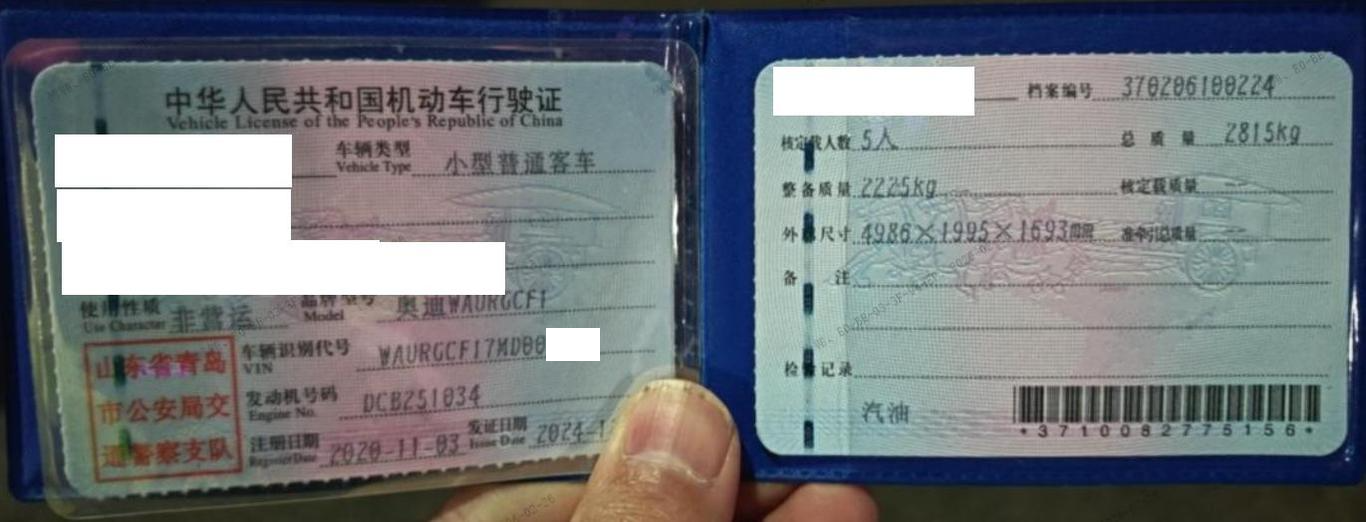 中华人民共和国机动车行驶证
Vehicle License of the People's Republic of China
车辆类型 小型普通客车
Vehicle Type
使用性质 非营运 品牌型号 奥迪WAURGCF1
Use Character Model
车辆识别代号 WAURGCF17MD00
VIN
发动机号码 DCBZ51034
Engine No.
注册日期 2020-11-03 发证日期 2024-1
Register Date Issue Date
山东省青岛
市公安局交
通警察支队
档案编号 370206100224
核定载人数 5人 总质量 2815kg
整备质量 2225kg 核定载质量
外廓尺寸 4986×1995×1693mm 准牵引总质量
备注
检验记录
汽油
*3710082775156*